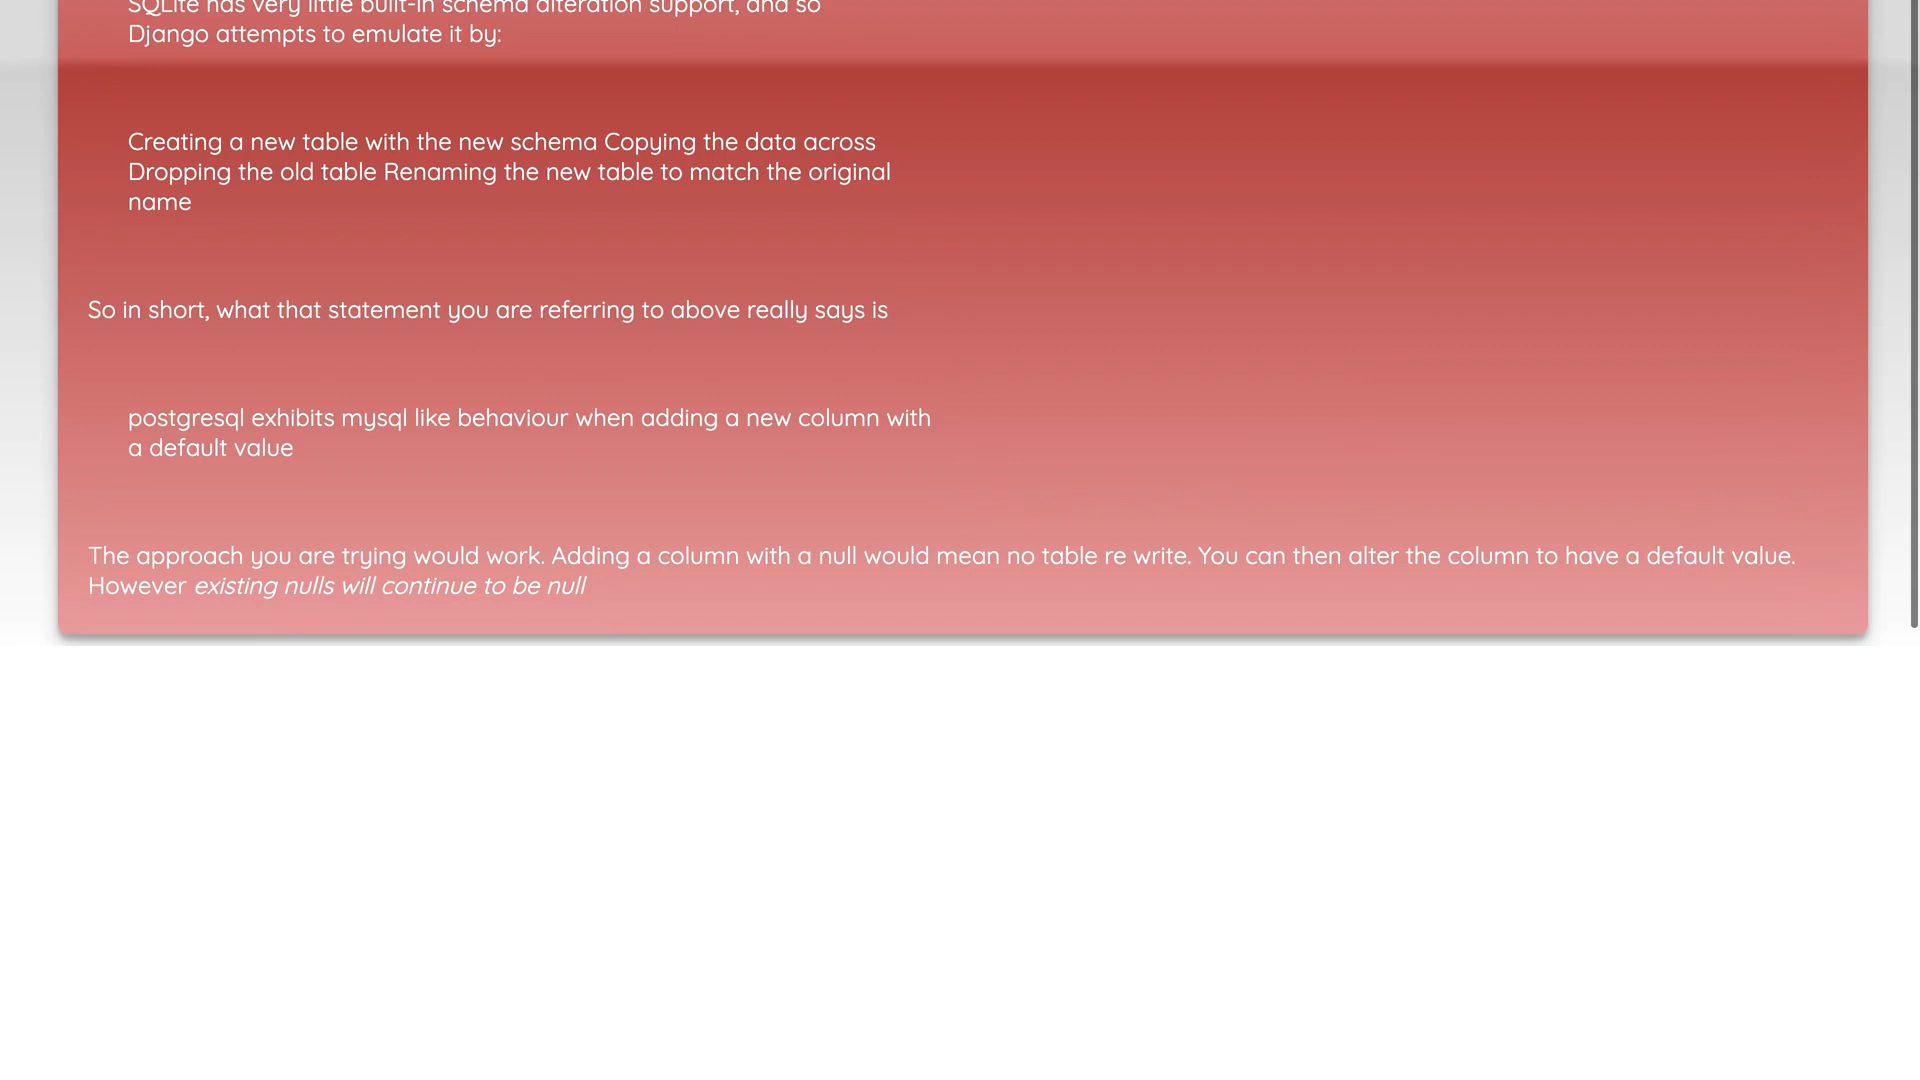 SQLite has very little built-in schema alteration support, and so
Django attempts to emulate it by:
Creating a new table with the new schema Copying the data across
Dropping the old table Renaming the new table to match the original
name
So in short, what that statement you are referring to above really says is
postgresql exhibits mysql like behaviour when adding a new column with
a default value
The approach you are trying would work. Adding a column with a null would mean no table re write. You can then alter the column to have a default value.
However existing nulls will continue to be null